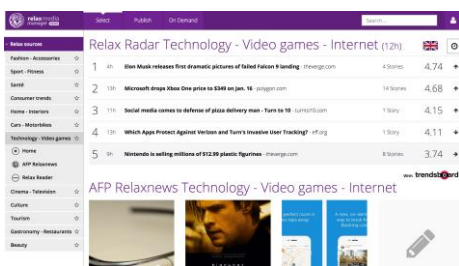 relaxmedia
manager
Select
Publish
On Demand
Search...
Relax sources
Fashion - Accessories
Sport - Fitness
Santé
Consumer trends
Home - Interiors
Cars - Motorbikes
Technology - Video games
Home
AFP Relaxnews
Relax Reader
Cinema - Television
Culture
Tourism
Gastronomy - Restaurants
Beauty
Relax Radar Technology - Video games - Internet (12h)
1 4h Elon Musk releases first dramatic pictures of failed Falcon 9 landing - theverge.com 4 Stories 4.74
2 13h Microsoft drops Xbox One price to $349 on Jan. 16 - polygon.com 14 Stories 4.68
3 11h Social media comes to defense of pizza delivery man - Turn to 10 - turnto10.com 1 Story 4.15
4 13h Which Apps Protect Against Verizon and Turn's Invasive User Tracking? - eff.org 1 Story 4.11
5 9h Nintendo is selling millions of $12.99 plastic figurines - theverge.com 8 Stories 3.74
With trendsboard
AFP Relaxnews Technology - Video games - Internet